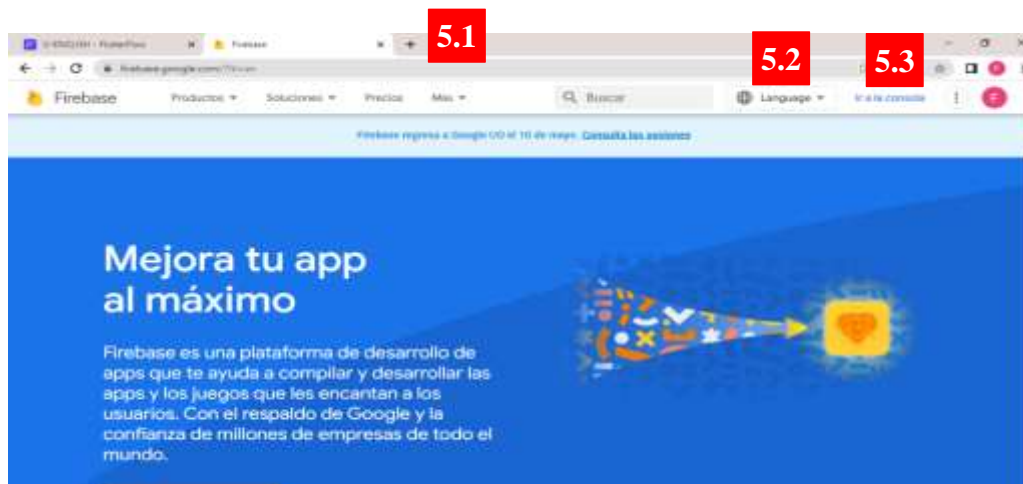 5.1
5.2
5.3
Firebase
Firebase
Productos
Soluciones
Precios
Más
Buscar
Language
Ir a la consola
Firebase regresa a Google I/O el 10 de mayo. Consulta las sesiones
Mejora tu app
al máximo
Firebase es una plataforma de desarrollo de
apps que te ayuda a compilar y desarrollar las
apps y los juegos que les encantan a los
usuarios. Con el respaldo de Google y la
confianza de millones de empresas de todo el
mundo.